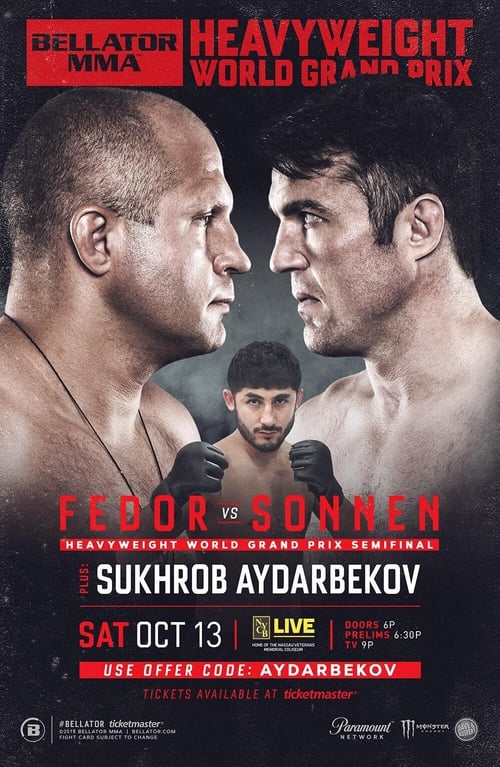 BELLATOR
MMA
HEAVYWEIGHT
WORLD GRAND PRIX
FEDOR VS SONNEN
HEAVYWEIGHT WORLD GRAND PRIX SEMIFINAL
PLUS: SUKHROB AYDARBEKOV
SAT OCT 13
NYCB LIVE
HOME OF THE NASSAU VETERANS
MEMORIAL COLISEUM
DOORS 6P
PRELIMS 6:30P
TV 9P
USE OFFER CODE: AYDARBEKOV
TICKETS AVAILABLE AT ticketmaster
B
#BELLATOR ticketmaster
©2018 BELLATOR MMA | BELLATOR.COM
FIGHT CARD SUBJECT TO CHANGE
Paramount
NETWORK
MONSTER
ENERGY